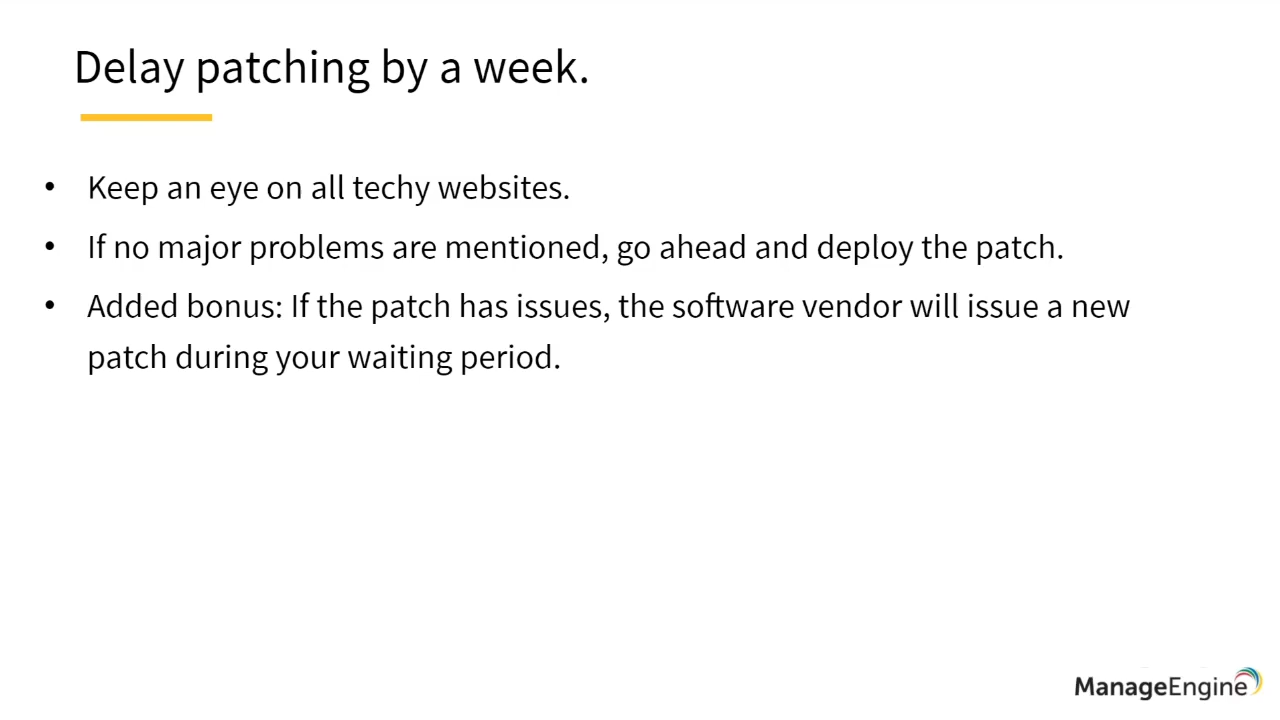 Delay patching by a week.
• Keep an eye on all techy websites.
• If no major problems are mentioned, go ahead and deploy the patch.
• Added bonus: If the patch has issues, the software vendor will issue a new
patch during your waiting period.
ManageEngine